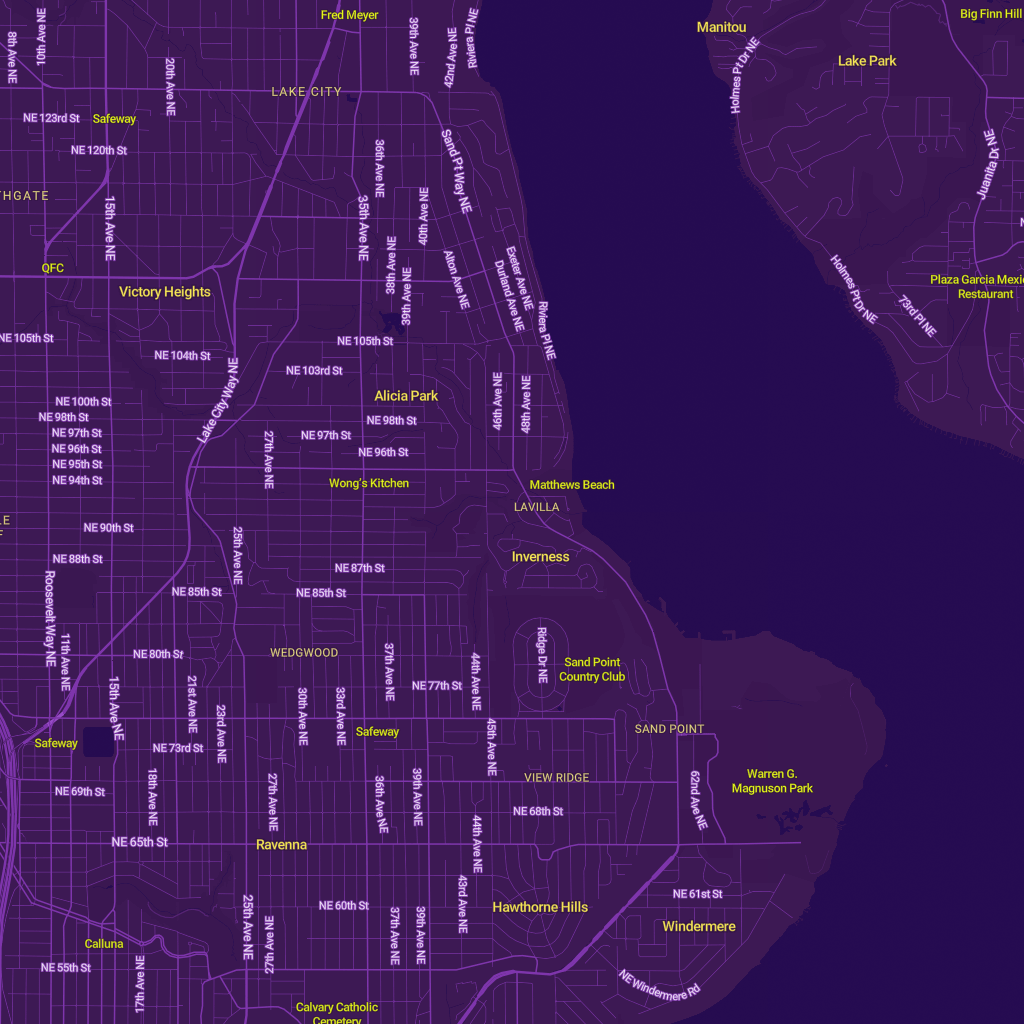 Fred Meyer
Manitou
Big Finn Hill
8th Ave NE
10th Ave NE
36th Ave NE
42nd Ave NE
Riviera Pl NE
Holmes Pt Dr NE
Lake Park
20th Ave NE
LAKE CITY
NE 123rd St
Safeway
NE 120th St
Sand Pt Way NE
36th Ave NE
Juanita Dr NE
THGATE
15th Ave NE
35th Ave NE
40th Ave NE
QFC
Victory Heights
38th Ave NE
39th Ave NE
Alton Ave NE
Exeter Ave NE
Durland Ave NE
Riviera Pl NE
Holmes Pt Dr NE
73rd Pl NE
Plaza Garcia Mexic
Restaurant
NE 105th St
NE 104th St
NE 105th St
NE 103rd St
Lake City Way NE
Alicia Park
46th Ave NE
48th Ave NE
NE 100th St
NE 98th St
NE 97th St
NE 96th St
NE 95th St
NE 94th St
NE 98th St
NE 97th St
NE 96th St
27th Ave NE
Wong's Kitchen
Matthews Beach
LAVILLA
NE 90th St
25th Ave NE
Inverness
NE 88th St
NE 87th St
NE 85th St
NE 85th St
Roosevelt Way NE
11th Ave NE
NE 80th St
WEDGWOOD
37th Ave NE
44th Ave NE
Ridge Dr NE
Sand Point
Country Club
NE 77th St
15th Ave NE
21st Ave NE
23rd Ave NE
30th Ave NE
33rd Ave NE
Safeway
45th Ave NE
SAND POINT
Safeway
NE 73rd St
VIEW RIDGE
Warren G.
Magnuson Park
62nd Ave NE
NE 69th St
18th Ave NE
27th Ave NE
36th Ave NE
39th Ave NE
NE 68th St
44th Ave NE
NE 65th St
Ravenna
NE 61st St
43rd Ave NE
Hawthorne Hills
Windermere
NE 60th St
25th Ave NE
27th Ave NE
37th Ave NE
39th Ave NE
Calluna
NE 55th St
17th Ave NE
NE Windermere Rd
Calvary Catholic
Cemetery